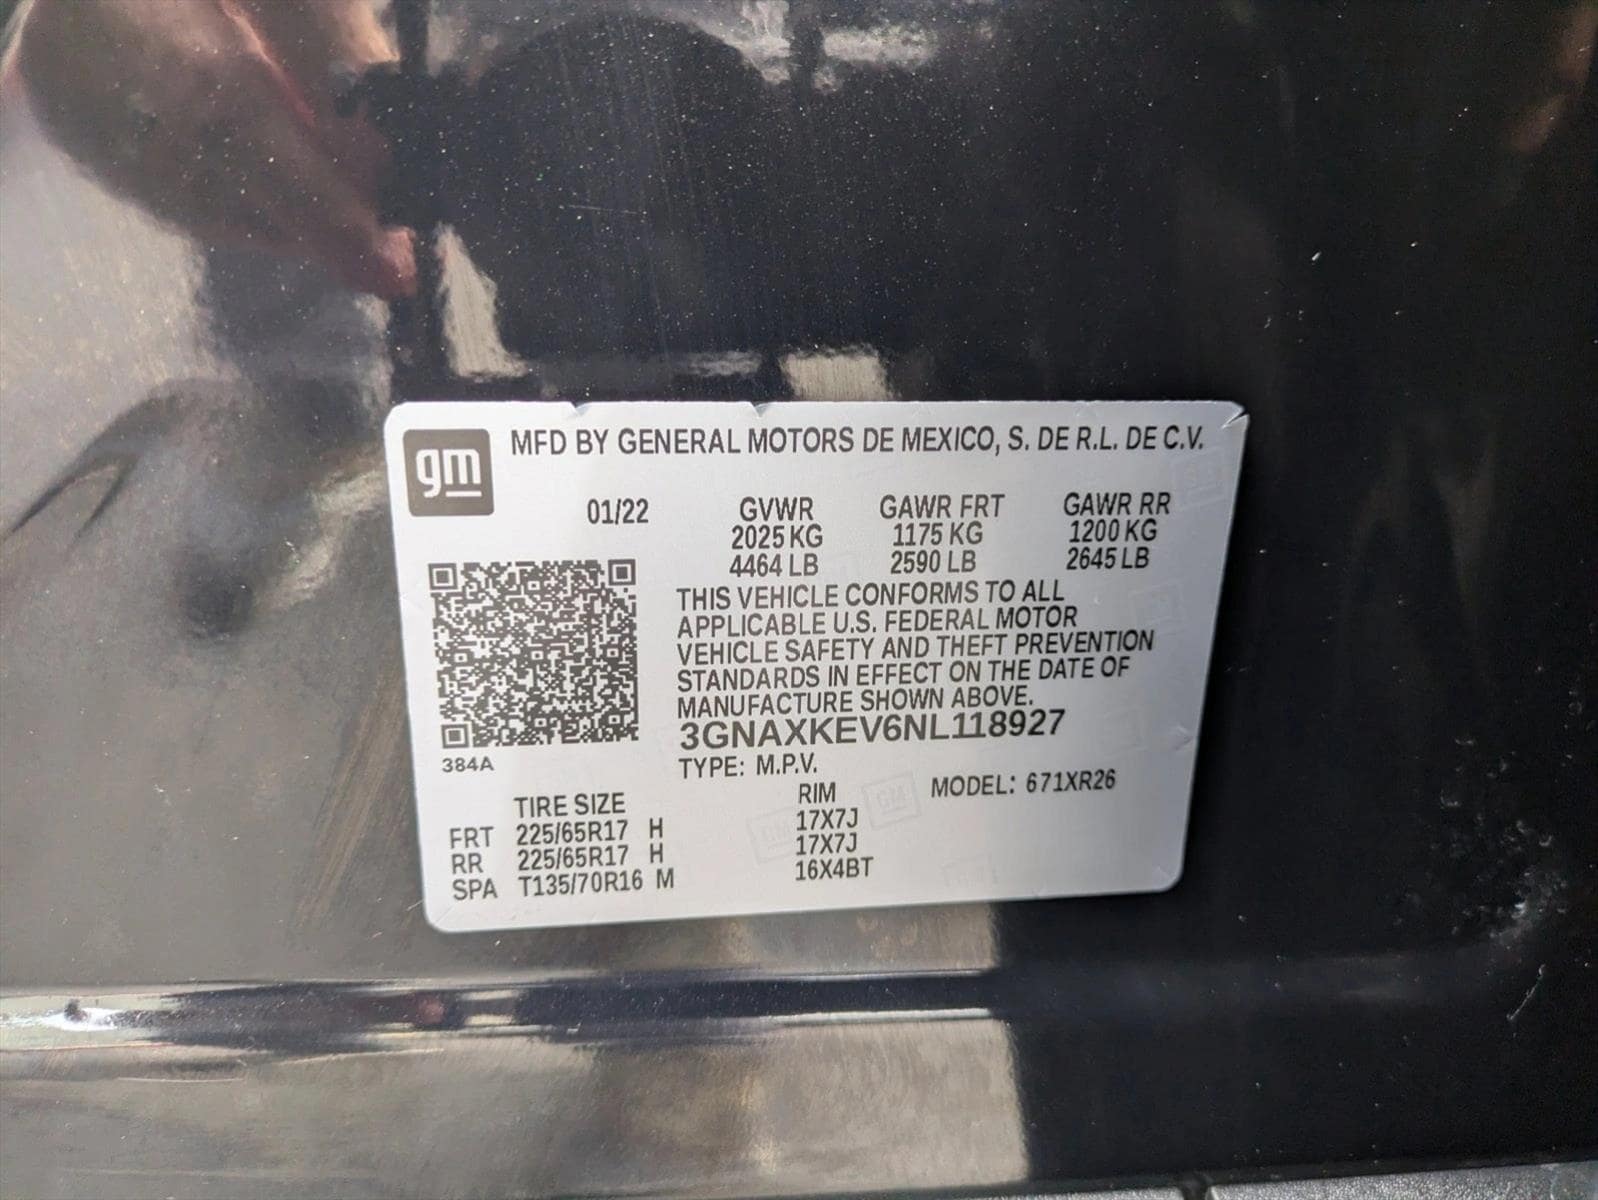 gm
MFD BY GENERAL MOTORS DE MEXICO, S. DE R.L. DE C.V.
01/22 GVWR GAWR FRT GAWR RR
2025 KG 1175 KG 1200 KG
4464 LB 2590 LB 2645 LB
THIS VEHICLE CONFORMS TO ALL
APPLICABLE U.S. FEDERAL MOTOR
VEHICLE SAFETY AND THEFT PREVENTION
STANDARDS IN EFFECT ON THE DATE OF
MANUFACTURE SHOWN ABOVE.
3GNAXKEV6NL118927
384A
TYPE: M.P.V.
MODEL: 671XR26
TIRE SIZE RIM
FRT 225/65R17 H 17X7J
RR 225/65R17 H 17X7J
SPA T135/70R16 M 16X4BT